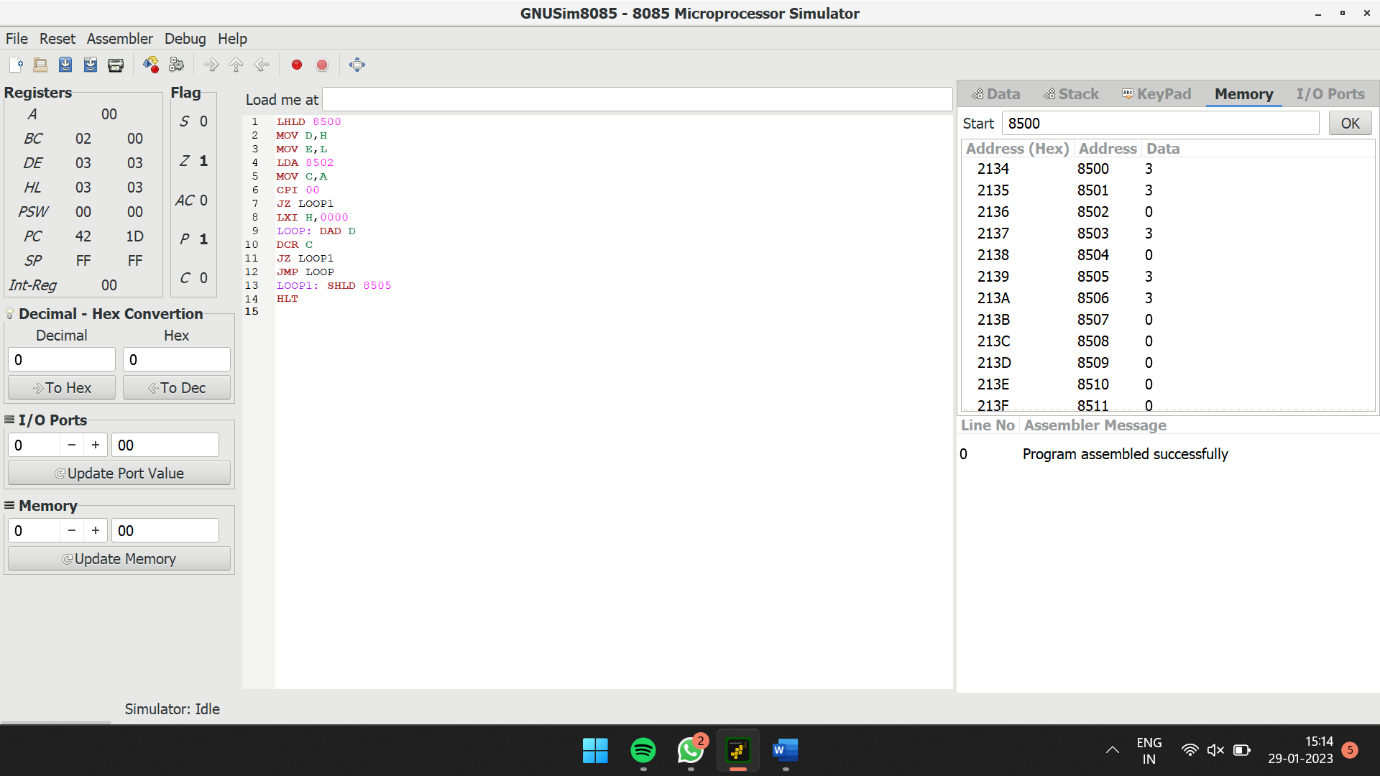 GNUSim8085 - 8085 Microprocessor Simulator
File Reset Assembler Debug Help
Registers
A 00
BC 02 00
DE 03 03
HL 03 03
PSW 00 00
PC 42 1D
SP FF FF
Int-Reg 00
Flag
S 0
Z 1
AC 0
P 1
C 0
Decimal - Hex Convertion
Decimal Hex
0 0
To Hex To Dec
I/O Ports
0 - + 00
Update Port Value
Memory
0 - + 00
Update Memory
Load me at
1 LHLD 8500
2 MOV D,H
3 MOV E,L
4 LDA 8502
5 MOV C,A
6 CPI 00
7 JZ LOOP1
8 LXI H,0000
9 LOOP: DAD D
10 DCR C
11 JZ LOOP1
12 JMP LOOP
13 LOOP1: SHLD 8505
14 HLT
15
Data Stack KeyPad Memory I/O Ports
Start 8500 OK
Address (Hex) Address Data
2134 8500 3
2135 8501 3
2136 8502 0
2137 8503 3
2138 8504 0
2139 8505 3
213A 8506 3
213B 8507 0
213C 8508 0
213D 8509 0
213E 8510 0
213F 8511 0
Line No Assembler Message
0 Program assembled successfully
Simulator: Idle
2
W
ENG
IN
15:14
29-01-2023
5